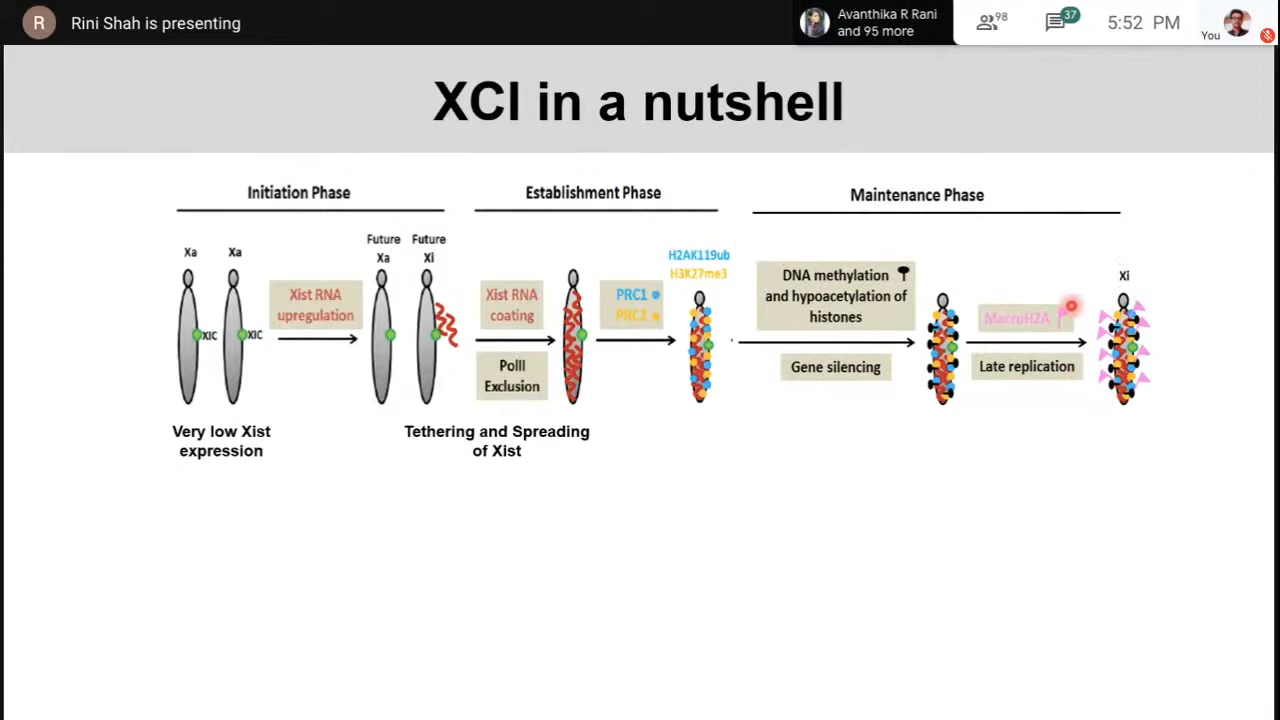 R
Rini Shah is presenting
Avanthika R Rani
and 95 more
98
37
5:52 PM
You
XCI in a nutshell
Initiation Phase
Establishment Phase
Maintenance Phase
Xa
Xa
Xist RNA
upregulation
XIC
XIC
Future
Xa
Future
Xi
Very low Xist
expression
Xist RNA
coating
PolII
Exclusion
Tethering and Spreading
of Xist
PRC1
PRC2
H2AK119ub
H3K27me3
DNA methylation
and hypoacetylation of
histones
Gene silencing
MacroH2A
Late replication
Xi